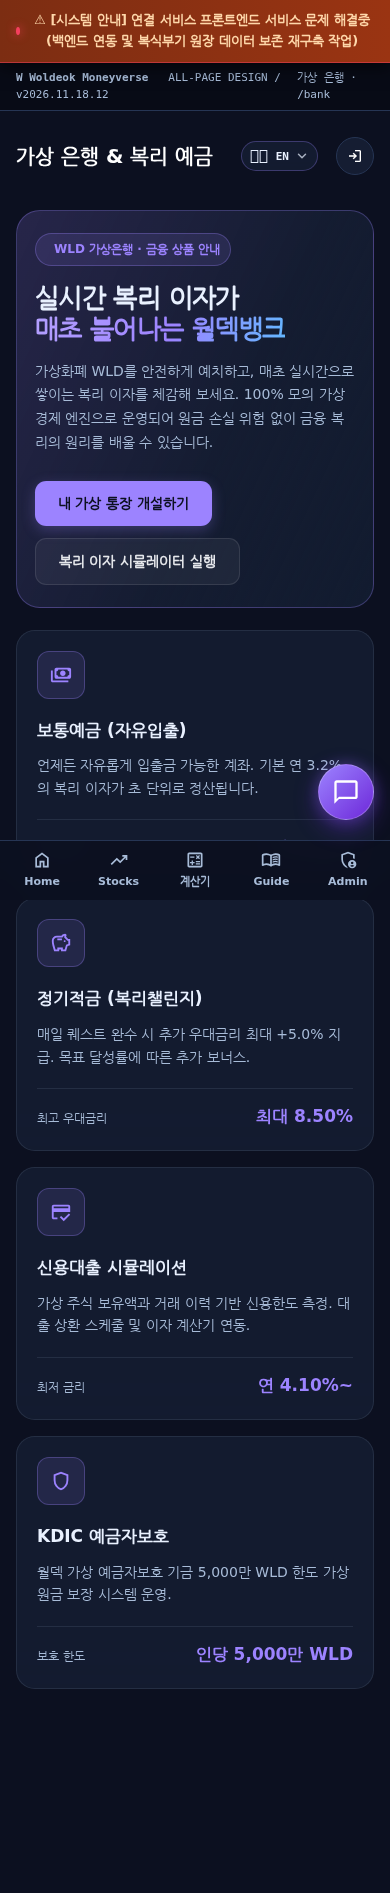 ⚠ [시스템 안내] 연결 서비스 프론트엔드 서비스 문제 해결중
(백엔드 연동 및 복식부기 원장 데이터 보존 재구축 작업)
W Woldeok Moneyverse ALL-PAGE DESIGN / 가상 은행 ·
v2026.11.18.12 /bank
가상 은행 & 복리 예금 EN
WLD 가상은행 · 금융 상품 안내
실시간 복리 이자가
매초 불어나는 월덱뱅크
가상화폐 WLD를 안전하게 예치하고, 매초 실시간으로
쌓이는 복리 이자를 체감해 보세요. 100% 모의 가상
경제 엔진으로 운영되어 원금 손실 위험 없이 금융 복
리의 원리를 배울 수 있습니다.
내 가상 통장 개설하기
복리 이자 시뮬레이터 실행
보통예금 (자유입출)
언제든 자유롭게 입출금 가능한 계좌. 기본 연 3.2%
의 복리 이자가 초 단위로 정산됩니다.
Home Stocks 계산기 Guide Admin
정기적금 (복리챌린지)
매일 퀘스트 완수 시 추가 우대금리 최대 +5.0% 지
급. 목표 달성률에 따른 추가 보너스.
최고 우대금리 최대 8.50%
신용대출 시뮬레이션
가상 주식 보유액과 거래 이력 기반 신용한도 측정. 대
출 상환 스케줄 및 이자 계산기 연동.
최저 금리 연 4.10%~
KDIC 예금자보호
월덱 가상 예금자보호 기금 5,000만 WLD 한도 가상
원금 보장 시스템 운영.
보호 한도 인당 5,000만 WLD